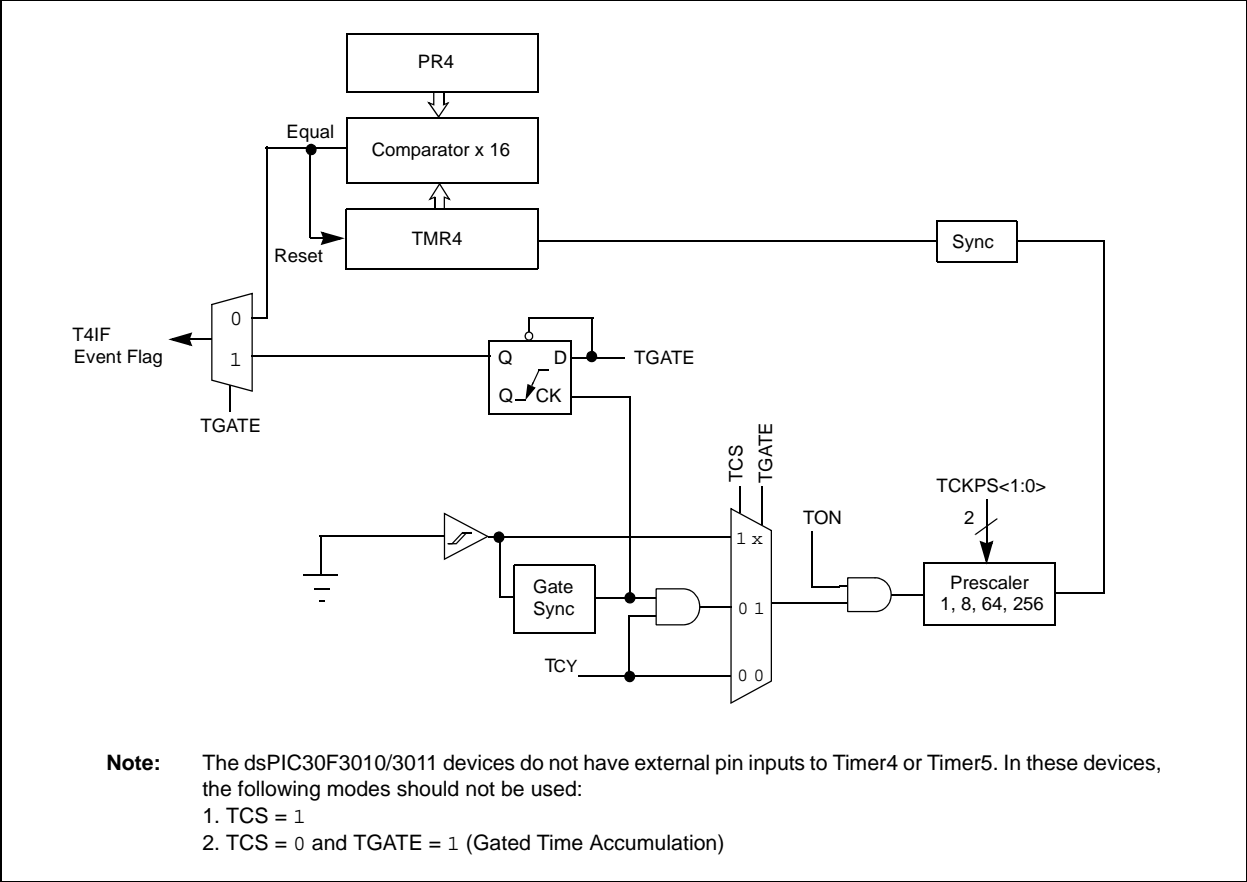 PR4
Equal
Comparator x 16
TMR4
Sync
Reset
0
T4IF
Event Flag
1
TGATE
Q
D
TGATE
Q
CK
TCS
TGATE
TCKPS<1:0>
2
TON
1 x
Prescaler
1, 8, 64, 256
Gate
Sync
0 1
TCY
0 0
Note: The dsPIC30F3010/3011 devices do not have external pin inputs to Timer4 or Timer5. In these devices,
the following modes should not be used:
1. TCS = 1
2. TCS = 0 and TGATE = 1 (Gated Time Accumulation)